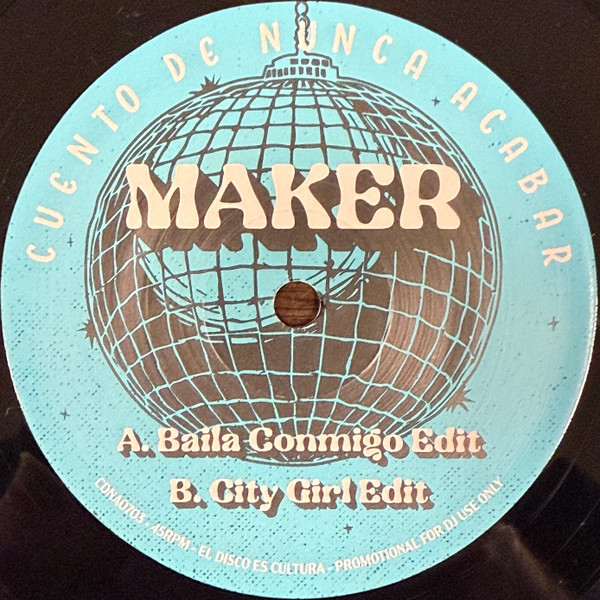 CUENTO DE NUNCA ACABAR
MAKER
A. Baila Conmigo Edit
B. City Girl Edit
CDNA0703 - 45RPM - EL DISCO ES CULTURA - PROMOTIONAL FOR DJ USE ONLY